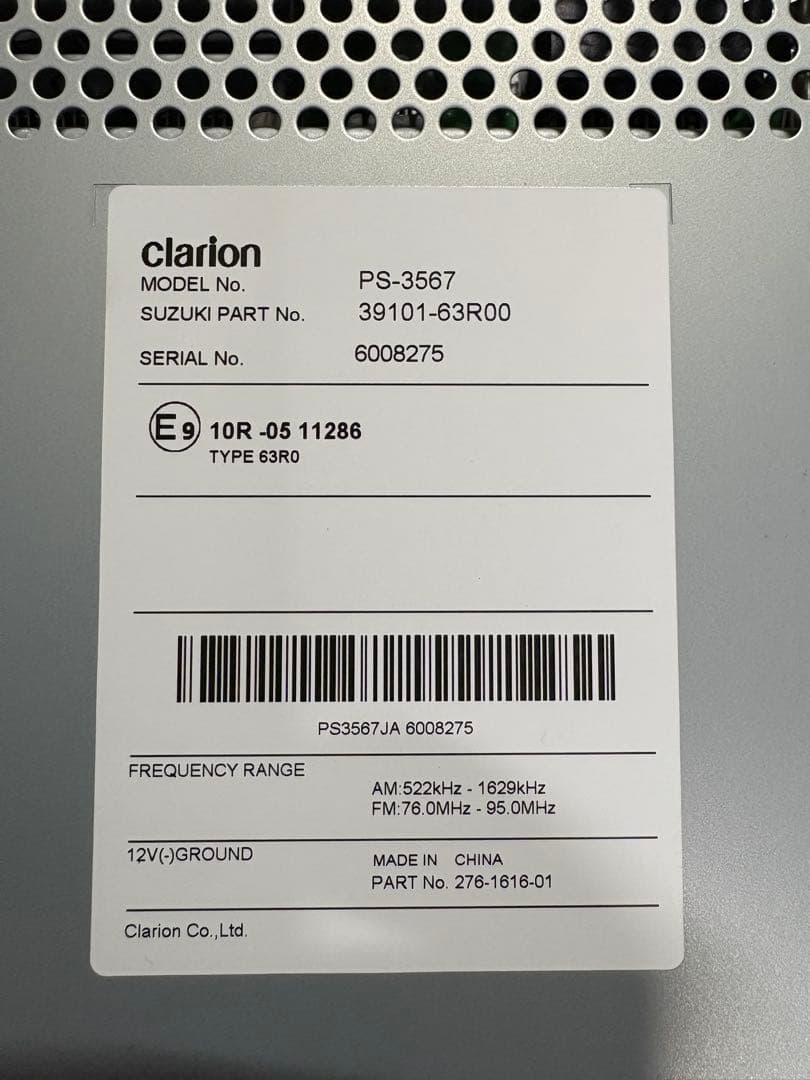 clarion
MODEL No. PS-3567
SUZUKI PART No. 39101-63R00
SERIAL No. 6008275
E9 10R -05 11286
TYPE 63R0
PS3567JA 6008275
FREQUENCY RANGE
AM:522kHz - 1629kHz
FM:76.0MHz - 95.0MHz
12V(-)GROUND MADE IN CHINA
PART No. 276-1616-01
Clarion Co.,Ltd.